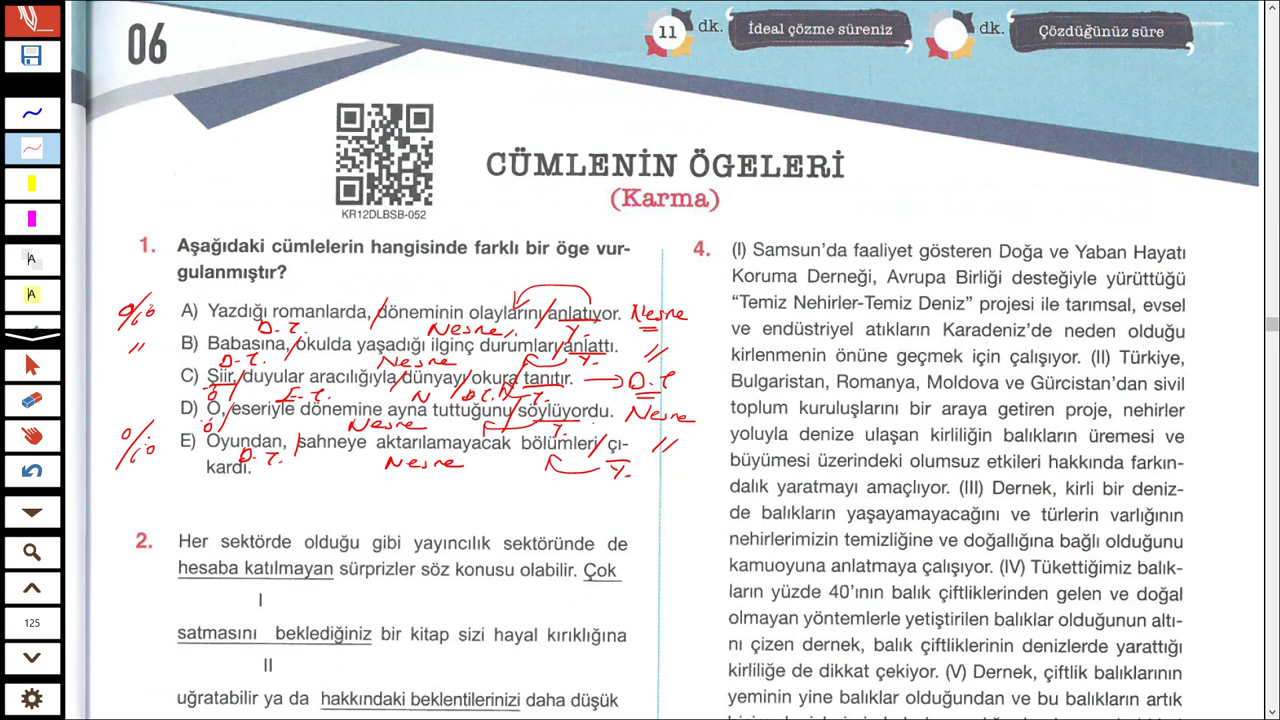 06
11
dk.
İdeal çözme süreniz
dk.
Çözdüğünüz süre
KR12DLBSB-052
CÜMLENİN ÖGELERİ
(Karma)
1. Aşağıdaki cümlelerin hangisinde farklı bir öge vur-
gulanmıştır?
A) Yazdığı romanlarda, döneminin olaylarını anlatıyor. Nesne
D.T. Nesne Y.
B) Babasına, okulda yaşadığı ilginç durumları anlattı. //
D.T. Nesne Y.
C) Şiir, duyular aracılığıyla dünyayı okura tanıtır. D.T
Ö E.T. N D.T. Y.
D) O, eseriyle dönemine ayna tuttuğunu söylüyordu. Nesne
Ö Nesne Y.
E) Oyundan, sahneye aktarılamayacak bölümleri çı- //
kardı. D.T. Nesne Y.
2. Her sektörde olduğu gibi yayıncılık sektöründe de
hesaba katılmayan sürprizler söz konusu olabilir. Çok
I
satmasını beklediğiniz bir kitap sizi hayal kırıklığına
II
uğratabilir ya da hakkındaki beklentilerinizi daha düşük
4. (I) Samsun'da faaliyet gösteren Doğa ve Yaban Hayatı
Koruma Derneği, Avrupa Birliği desteğiyle yürüttüğü
“Temiz Nehirler-Temiz Deniz” projesi ile tarımsal, evsel
ve endüstriyel atıkların Karadeniz'de neden olduğu
kirlenmenin önüne geçmek için çalışıyor. (II) Türkiye,
Bulgaristan, Romanya, Moldova ve Gürcistan'dan sivil
toplum kuruluşlarını bir araya getiren proje, nehirler
yoluyla denize ulaşan kirliliğin balıkların üremesi ve
büyümesi üzerindeki olumsuz etkileri hakkında farkın-
dalık yaratmayı amaçlıyor. (III) Dernek, kirli bir deniz-
de balıkların yaşayamayacağını ve türlerin varlığının
nehirlerimizin temizliğine ve doğallığına bağlı olduğunu
kamuoyuna anlatmaya çalışıyor. (IV) Tükettiğimiz balık-
ların yüzde 40'ının balık çiftliklerinden gelen ve doğal
olmayan yöntemlerle yetiştirilen balıklar olduğunun altı-
nı çizen dernek, balık çiftliklerinin denizlerde yarattığı
kirliliğe de dikkat çekiyor. (V) Dernek, çiftlik balıklarının
yeminin yine balıklar olduğundan ve bu balıkların artık
125